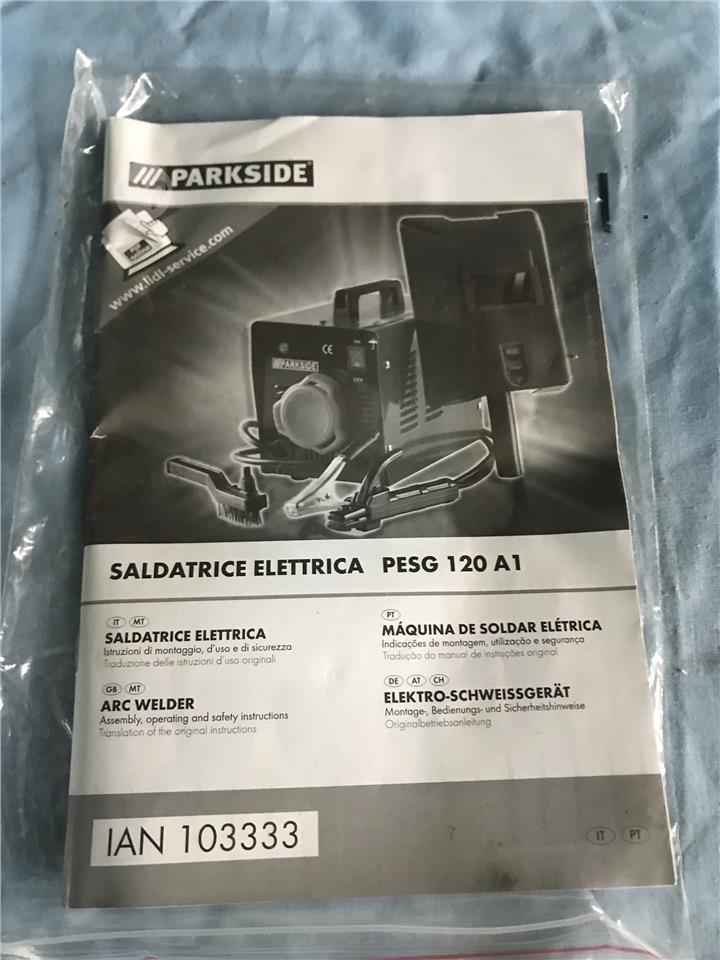 /// PARKSIDE®
www.lidl-service.com
CE
ON
/// PARKSIDE
OFF
SALDATRICE ELETTRICA PESG 120 A1
IT MT
SALDATRICE ELETTRICA
Istruzioni di montaggio, d'uso e di sicurezza
Traduzione delle istruzioni d'uso originali
GB MT
ARC WELDER
Assembly, operating and safety instructions
Translation of the original instructions
PT
MÁQUINA DE SOLDAR ELÉTRICA
Indicações de montagem, utilização e segurança
Tradução do manual de instruções original
DE AT CH
ELEKTRO-SCHWEISSGERÄT
Montage-, Bedienungs- und Sicherheitshinweise
Originalbetriebsanleitung
IAN 103333
IT PT